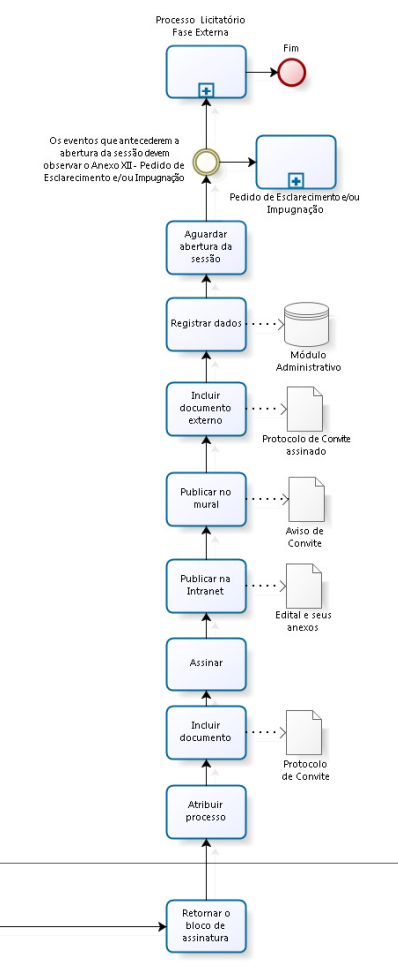 Processo Licitatório
Fase Externa
Fim
Os eventos que antecederem a
abertura da sessão devem
observar o Anexo XII - Pedido de
Esclarecimento e/ou Impugnação
Pedido de Esclarecimento e/ou
Impugnação
Aguardar
abertura da
sessão
Registrar dados
Módulo
Administrativo
Incluir
documento
externo
Protocolo de Convite
assinado
Publicar no
mural
Aviso de
Convite
Publicar na
Intranet
Edital e seus
anexos
Assinar
Incluir
documento
Protocolo
de Convite
Atribuir
processo
Retornar o
bloco de
assinatura